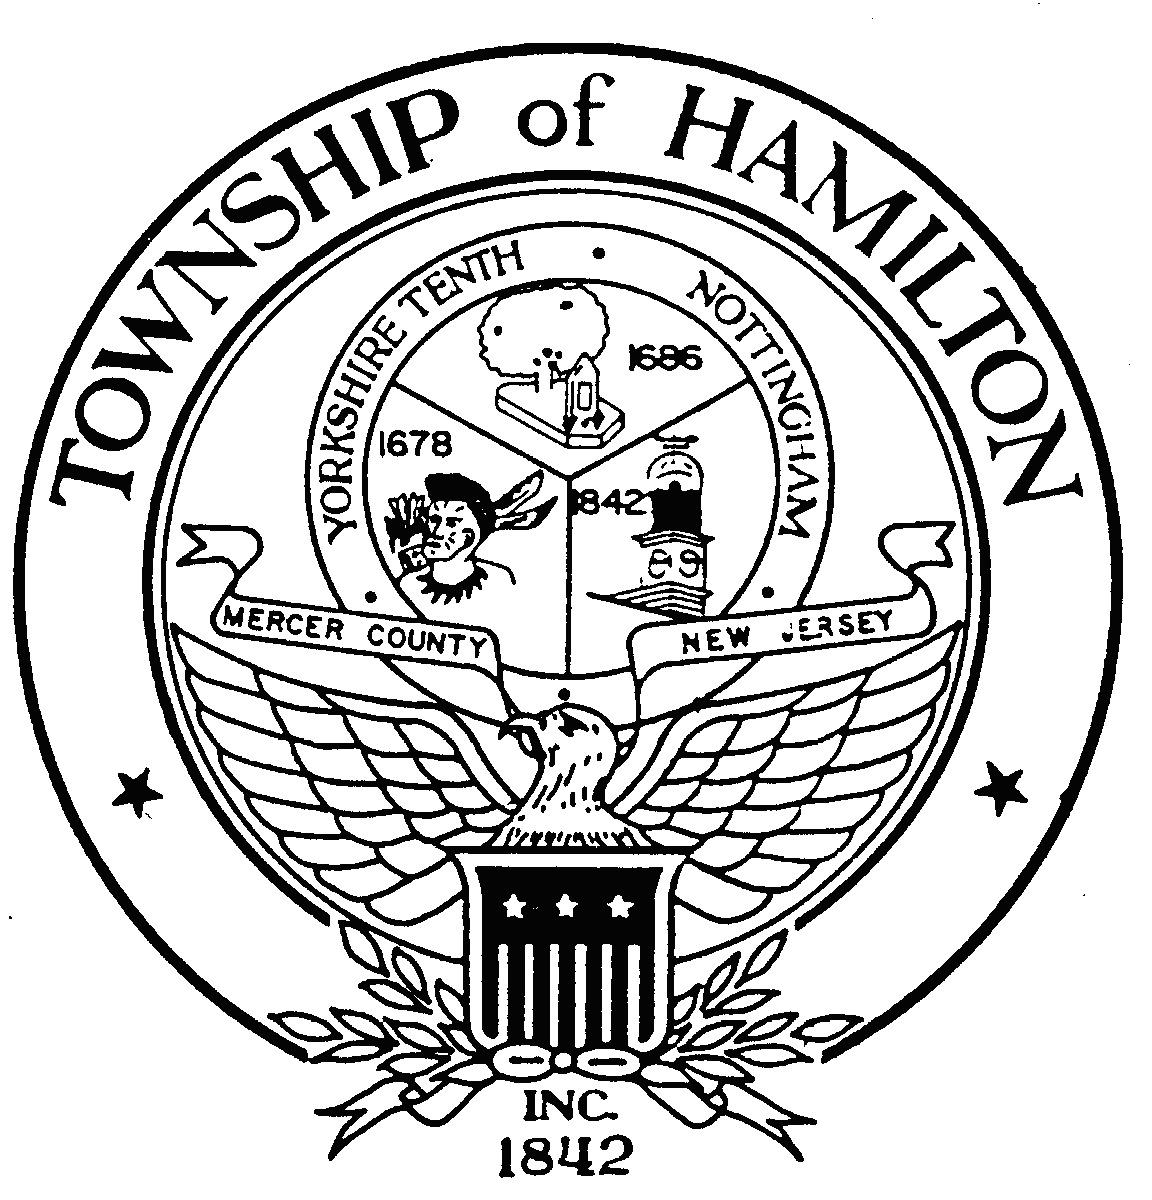 TOWNSHIP of HAMILTON
YORKSHIRE TENTH • NOTTINGHAM
1686
1678
1842
MERCER COUNTY
NEW JERSEY
INC.
1842